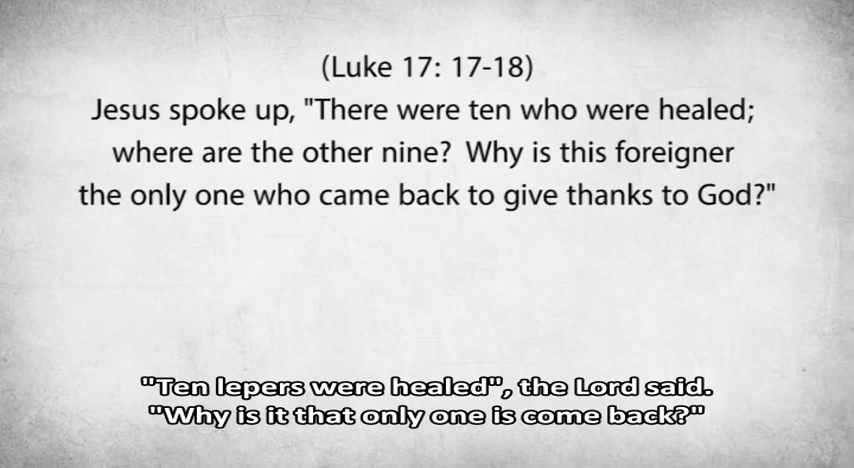 (Luke 17: 17-18)
Jesus spoke up, "There were ten who were healed;
where are the other nine?  Why is this foreigner
the only one who came back to give thanks to God?"
"Ten lepers were healed", the Lord said.
"Why is it that only one is come back?"